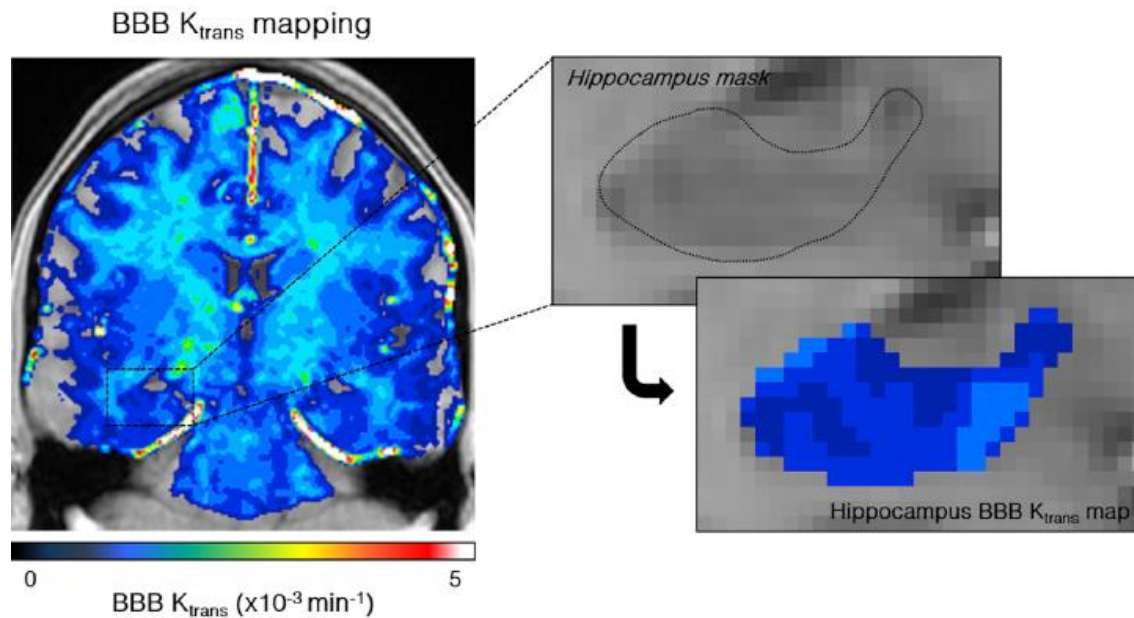 BBB Ktrans mapping
Hippocampus mask
Hippocampus BBB Ktrans map
0
5
BBB Ktrans (x10-3 min-1)